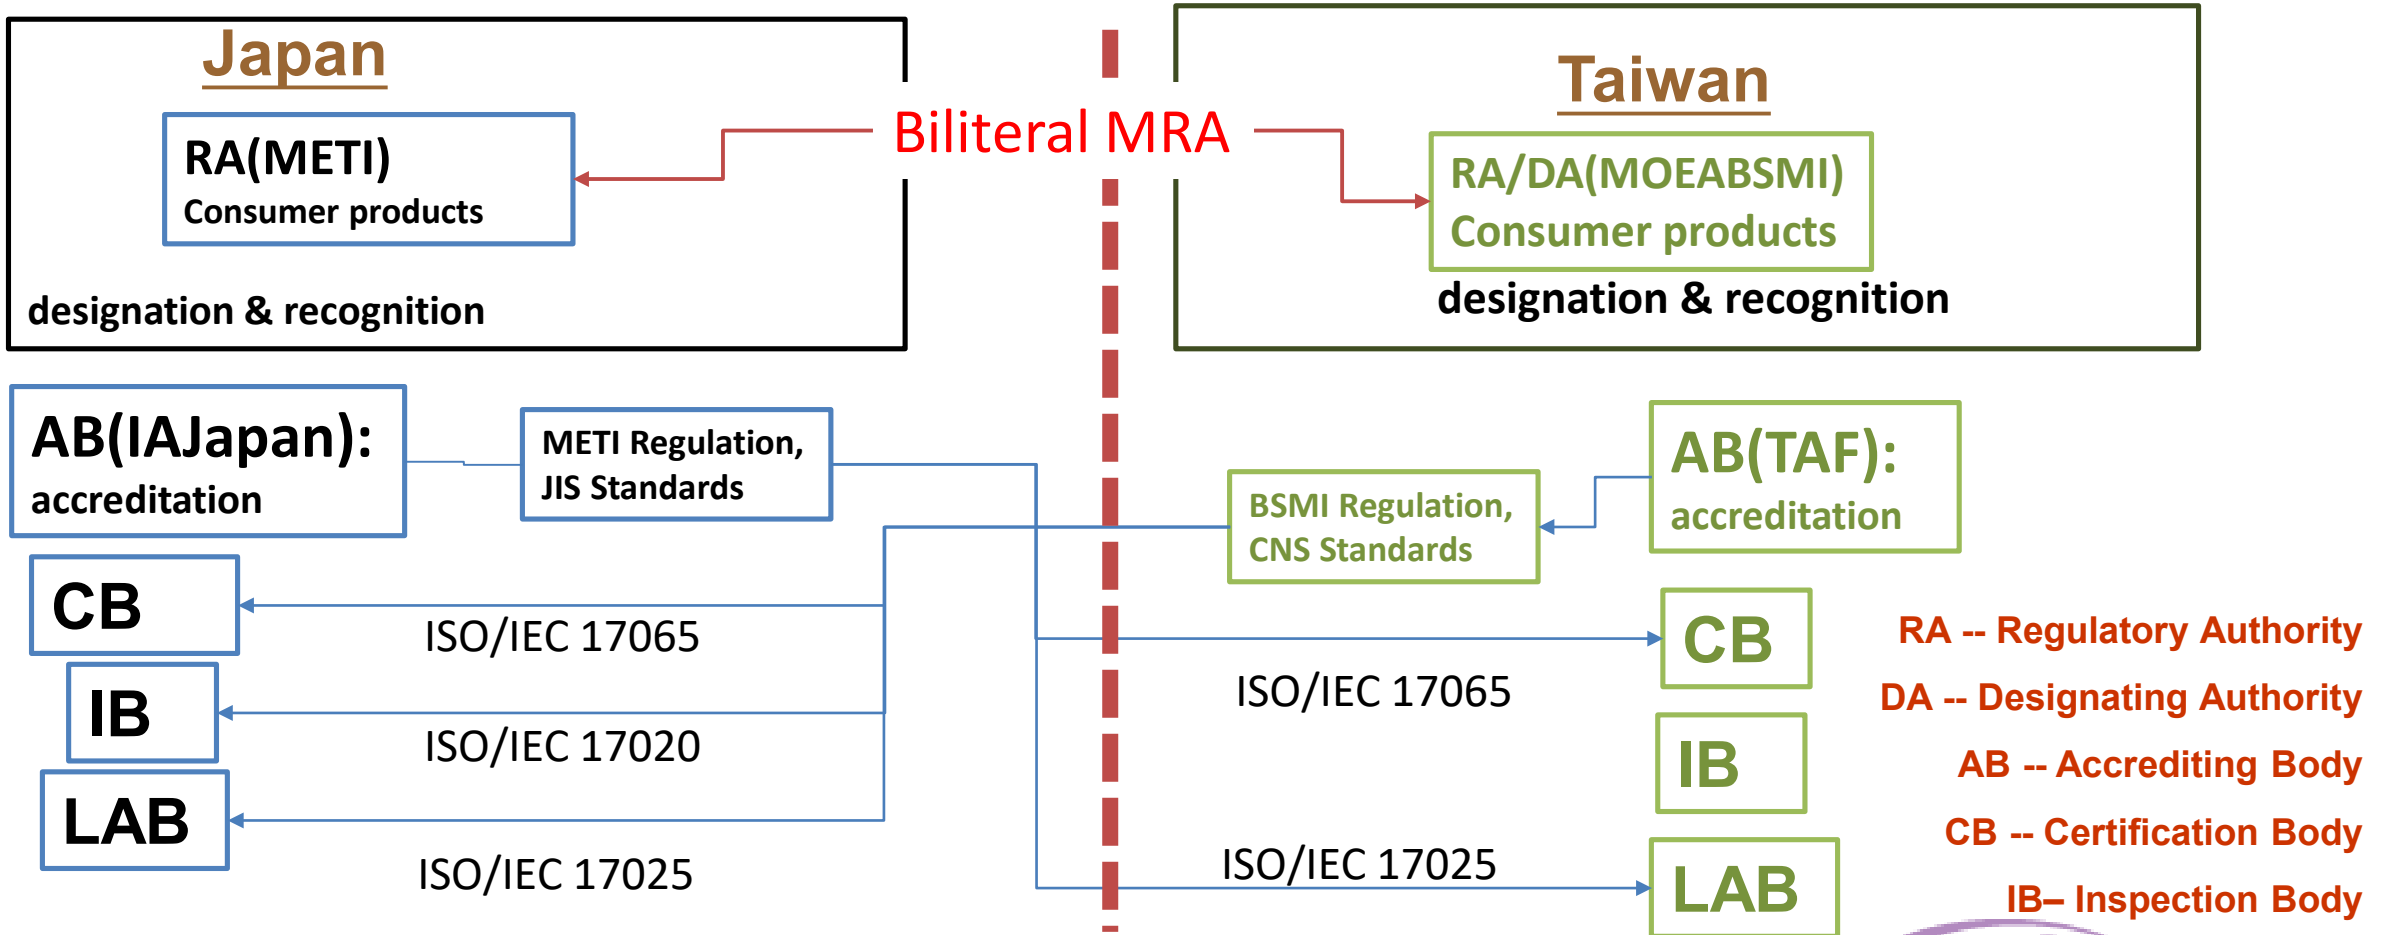 Japan
RA(METI)
Consumer products
designation & recognition
Biliteral MRA
Taiwan
RA/DA(MOEABSMI)
Consumer products
designation & recognition
AB(IAJapan):
accreditation
METI Regulation,
JIS Standards
BSMI Regulation,
CNS Standards
AB(TAF):
accreditation
CB
ISO/IEC 17065
IB
ISO/IEC 17020
LAB
ISO/IEC 17025
ISO/IEC 17065
CB
IB
ISO/IEC 17025
LAB
RA -- Regulatory Authority
DA -- Designating Authority
AB -- Accrediting Body
CB -- Certification Body
IB– Inspection Body